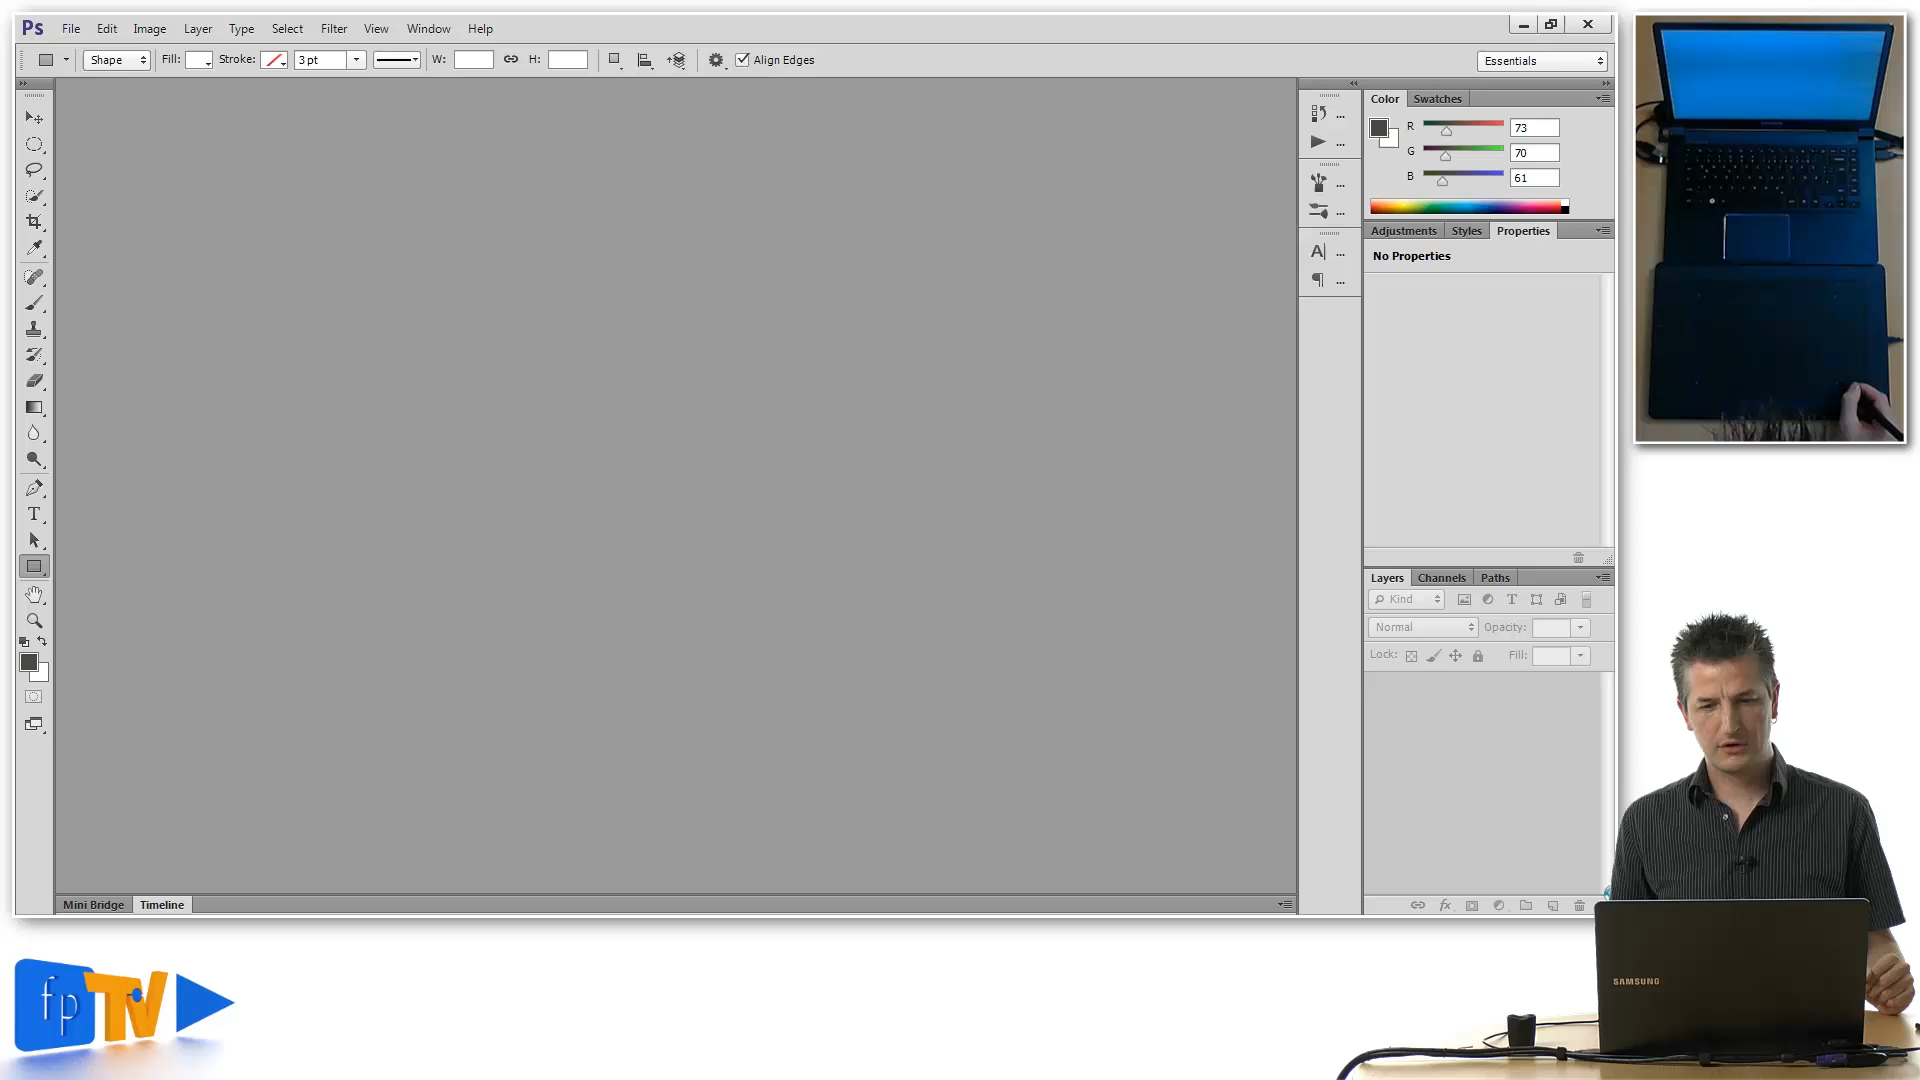 Ps File Edit Image Layer Type Select Filter View Window Help
Shape Fill: Stroke: 3 pt W: H: Align Edges Essentials
Color Swatches
R 73
G 70
B 61
Adjustments Styles Properties
No Properties
Layers Channels Paths
Kind
Normal Opacity:
Lock: Fill:
Mini Bridge Timeline
fx
fp TV
SAMSUNG